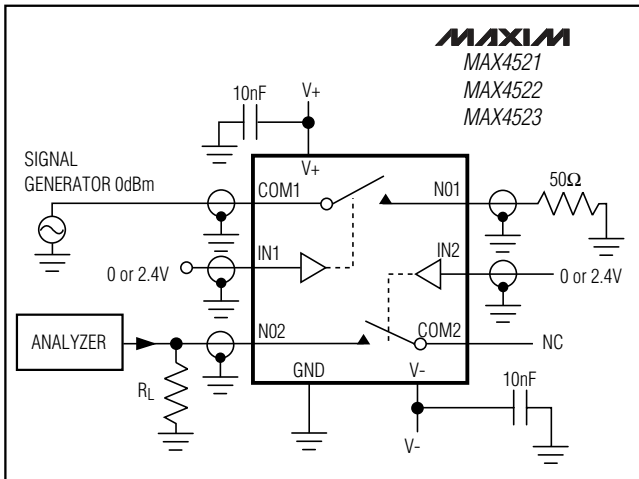 MAXIM
MAX4521
MAX4522
MAX4523
10nF
V+
V+
SIGNAL
GENERATOR 0dBm
COM1
N01
50Ω
IN1
IN2
0 or 2.4V
0 or 2.4V
ANALYZER
N02
COM2
NC
RL
GND
V-
10nF
V-